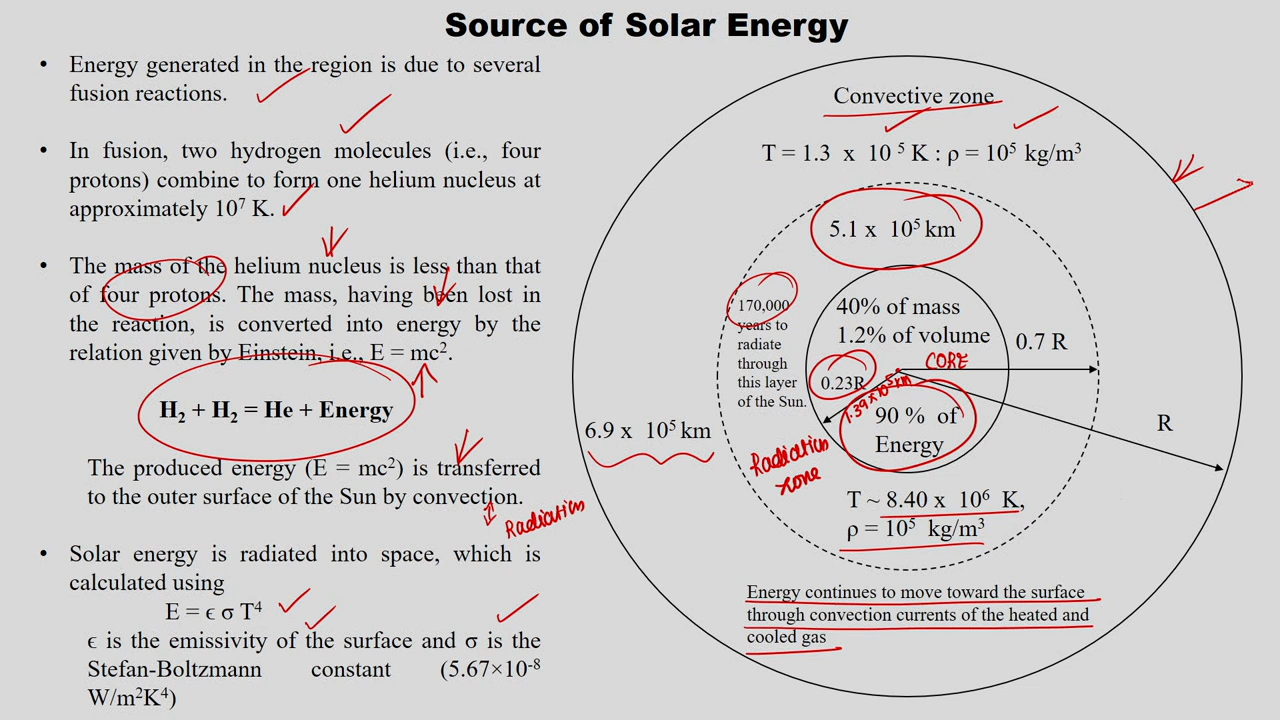 Source of Solar Energy
• Energy generated in the region is due to several
fusion reactions.
• In fusion, two hydrogen molecules (i.e., four
protons) combine to form one helium nucleus at
approximately 10⁷ K.
• The mass of the helium nucleus is less than that
of four protons. The mass, having been lost in
the reaction, is converted into energy by the
relation given by Einstein, i.e., E = mc².
H₂ + H₂ = He + Energy
The produced energy (E = mc²) is transferred
to the outer surface of the Sun by convection.
Radiation
• Solar energy is radiated into space, which is
calculated using
E = ϵ σ T⁴
ϵ is the emissivity of the surface and σ is the
Stefan-Boltzmann constant (5.67×10⁻⁸
W/m²K⁴)
Convective zone
T = 1.3 x 10 ⁵ K : ρ = 10⁵ kg/m³
5.1 x 10⁵ km
170,000
years to
radiate
through
this layer
of the Sun.
40% of mass
1.2% of volume
0.7 R
CORE
0.23R
1.39 x 10⁵ km
90 % of
Energy
R
6.9 x 10⁵ km
Radiation
zone
T ~ 8.40 x 10⁶ K,
ρ = 10⁵ kg/m³
Energy continues to move toward the surface
through convection currents of the heated and
cooled gas